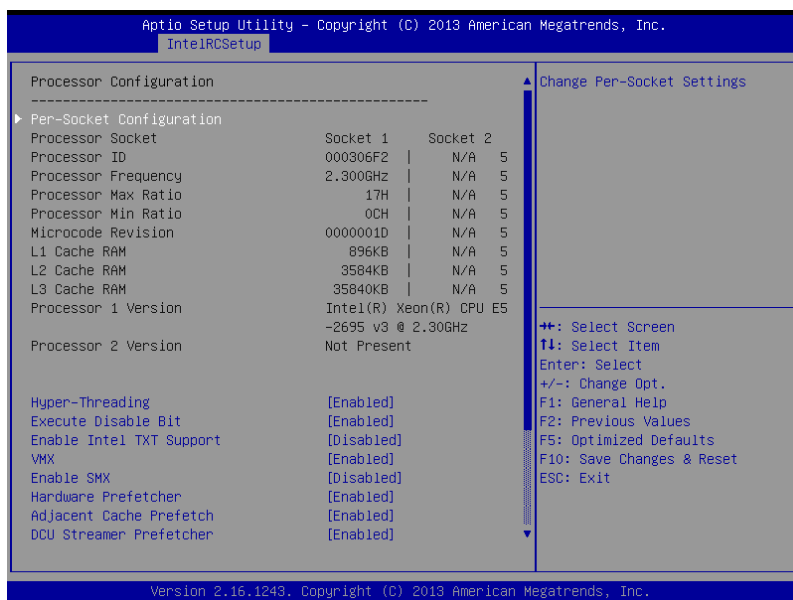 Aptio Setup Utility – Copyright (C) 2013 American Megatrends, Inc.
IntelRCSetup
Processor Configuration
--------------------------------------------------
Per-Socket Configuration
Processor Socket Socket 1 Socket 2
Processor ID 000306F2 | N/A 5
Processor Frequency 2.300GHz | N/A 5
Processor Max Ratio 17H | N/A 5
Processor Min Ratio 0CH | N/A 5
Microcode Revision 0000001D | N/A 5
L1 Cache RAM 896KB | N/A 5
L2 Cache RAM 3584KB | N/A 5
L3 Cache RAM 35840KB | N/A 5
Processor 1 Version Intel(R) Xeon(R) CPU E5
-2695 v3 @ 2.30GHz
Processor 2 Version Not Present
Hyper-Threading [Enabled]
Execute Disable Bit [Enabled]
Enable Intel TXT Support [Disabled]
VMX [Enabled]
Enable SMX [Disabled]
Hardware Prefetcher [Enabled]
Adjacent Cache Prefetch [Enabled]
DCU Streamer Prefetcher [Enabled]
Change Per-Socket Settings
→←: Select Screen
↑↓: Select Item
Enter: Select
+/-: Change Opt.
F1: General Help
F2: Previous Values
F5: Optimized Defaults
F10: Save Changes & Reset
ESC: Exit
Version 2.16.1243. Copyright (C) 2013 American Megatrends, Inc.